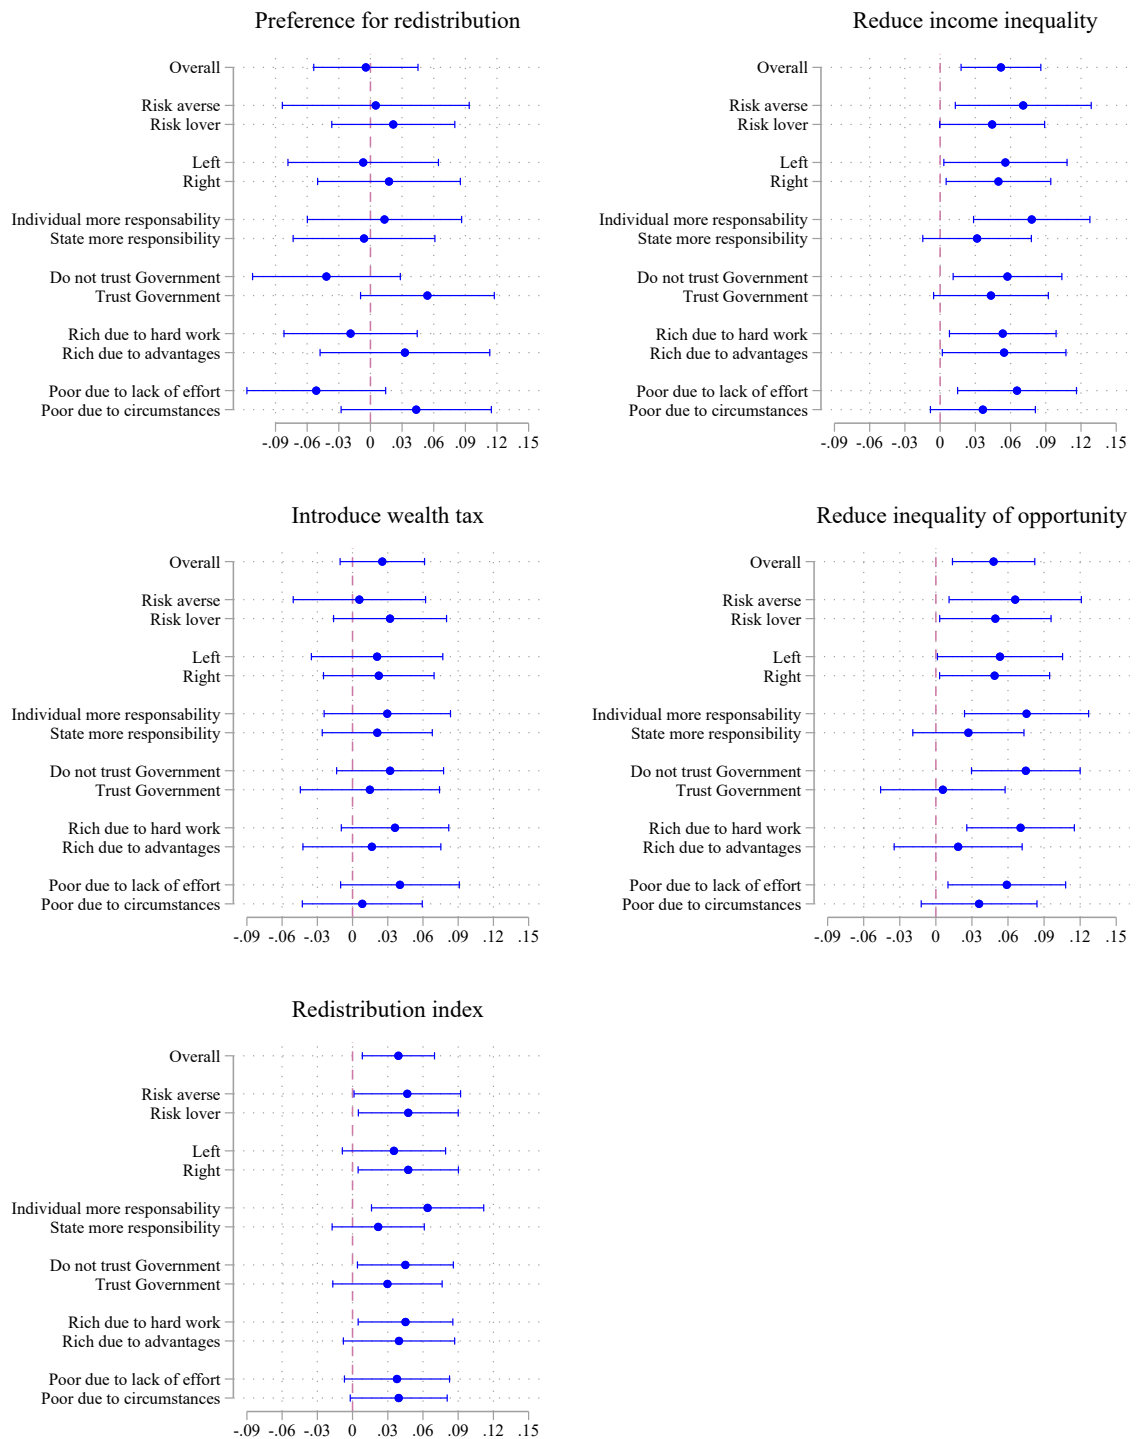 Preference for redistribution
Overall
Risk averse
Risk lover
Left
Right
Individual more responsability
State more responsibility
Do not trust Government
Trust Government
Rich due to hard work
Rich due to advantages
Poor due to lack of effort
Poor due to circumstances
-.09 -.06 -.03 0 .03 .06 .09 .12 .15
Reduce income inequality
Overall
Risk averse
Risk lover
Left
Right
Individual more responsability
State more responsibility
Do not trust Government
Trust Government
Rich due to hard work
Rich due to advantages
Poor due to lack of effort
Poor due to circumstances
-.09 -.06 -.03 0 .03 .06 .09 .12 .15
Introduce wealth tax
Overall
Risk averse
Risk lover
Left
Right
Individual more responsability
State more responsibility
Do not trust Government
Trust Government
Rich due to hard work
Rich due to advantages
Poor due to lack of effort
Poor due to circumstances
-.09 -.06 -.03 0 .03 .06 .09 .12 .15
Reduce inequality of opportunity
Overall
Risk averse
Risk lover
Left
Right
Individual more responsability
State more responsibility
Do not trust Government
Trust Government
Rich due to hard work
Rich due to advantages
Poor due to lack of effort
Poor due to circumstances
-.09 -.06 -.03 0 .03 .06 .09 .12 .15
Redistribution index
Overall
Risk averse
Risk lover
Left
Right
Individual more responsability
State more responsibility
Do not trust Government
Trust Government
Rich due to hard work
Rich due to advantages
Poor due to lack of effort
Poor due to circumstances
-.09 -.06 -.03 0 .03 .06 .09 .12 .15